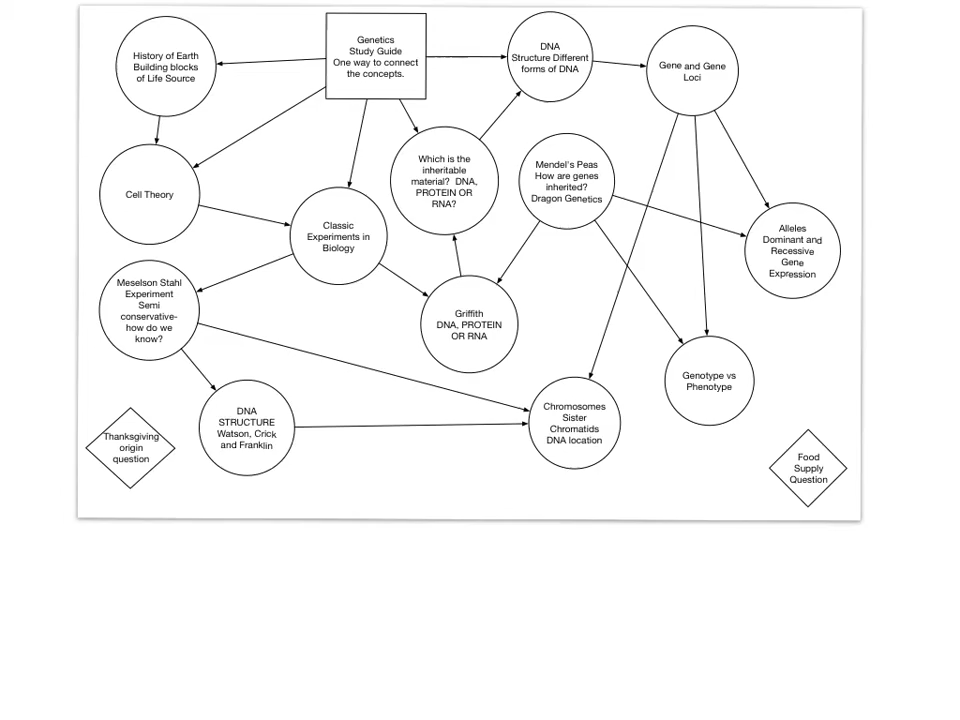 History of Earth
Building blocks
of Life Source
Genetics
Study Guide
One way to connect
the concepts.
DNA
Structure Different
forms of DNA
Gene and Gene
Loci
Cell Theory
Classic
Experiments in
Biology
Which is the
inheritable
material? DNA,
PROTEIN OR
RNA?
Mendel's Peas
How are genes
inherited?
Dragon Genetics
Alleles
Dominant and
Recessive
Gene
Expression
Meselson Stahl
Experiment
Semi
conservative-
how do we
know?
Griffith
DNA, PROTEIN
OR RNA
Genotype vs
Phenotype
DNA
STRUCTURE
Watson, Crick
and Franklin
Chromosomes
Sister
Chromatids
DNA location
Thanksgiving
origin
question
Food
Supply
Question